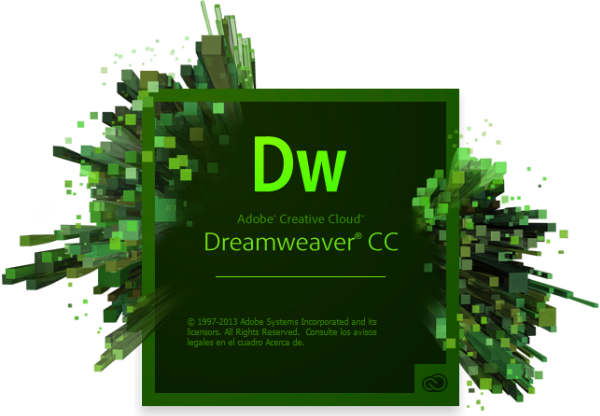 Dw
Adobe® Creative Cloud™
Dreamweaver® CC
© 1997-2013 Adobe Systems Incorporated and its
licensors. All Rights Reserved. Consulte los avisos
legales en el cuadro Acerca de.